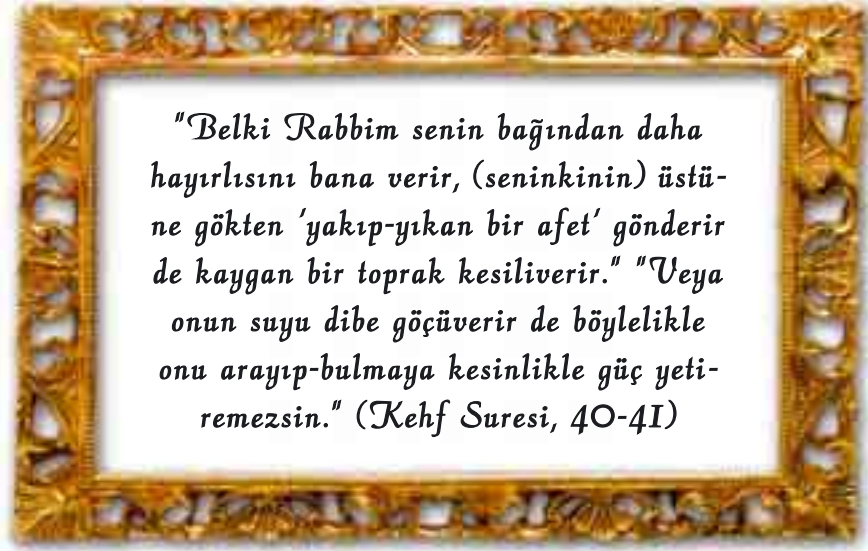 "Belki Rabbim senin bağından daha
hayırlısını bana verir, (seninkinin) üstü-
ne gökten 'yakıp-yıkan bir afet' gönderir
de kaygan bir toprak kesiliverir." "Veya
onun suyu dibe göçüverir de böylelikle
onu arayıp-bulmaya kesinlikle güç yeti-
remezsin." (Kehf Suresi, 40-41)